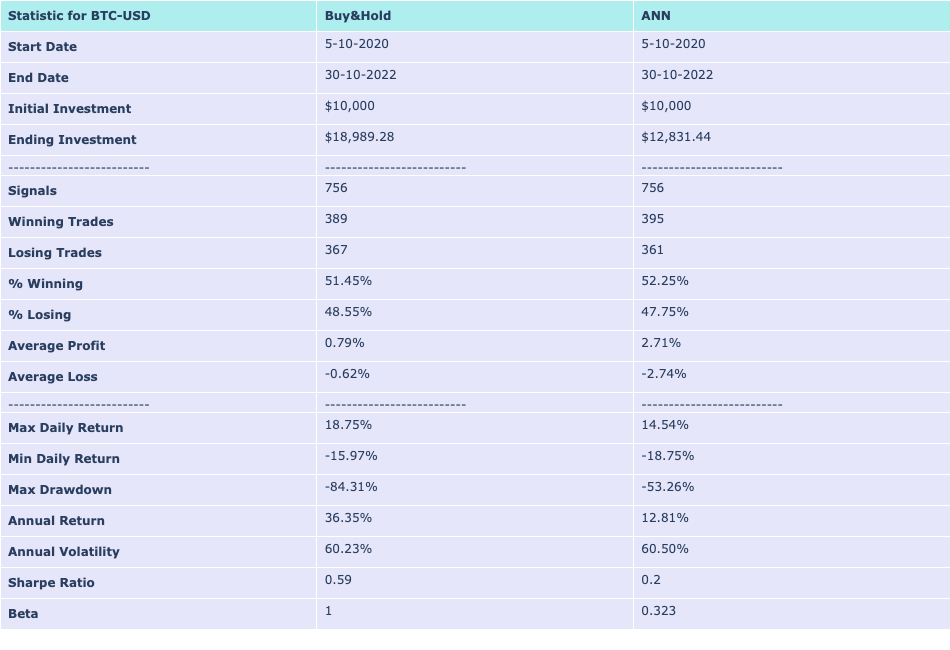 Statistic for BTC-USD Buy&Hold ANN
Start Date 5-10-2020 5-10-2020
End Date 30-10-2022 30-10-2022
Initial Investment $10,000 $10,000
Ending Investment $18,989.28 $12,831.44
-------------------------- -------------------------- --------------------------
Signals 756 756
Winning Trades 389 395
Losing Trades 367 361
% Winning 51.45% 52.25%
% Losing 48.55% 47.75%
Average Profit 0.79% 2.71%
Average Loss -0.62% -2.74%
-------------------------- -------------------------- --------------------------
Max Daily Return 18.75% 14.54%
Min Daily Return -15.97% -18.75%
Max Drawdown -84.31% -53.26%
Annual Return 36.35% 12.81%
Annual Volatility 60.23% 60.50%
Sharpe Ratio 0.59 0.2
Beta 1 0.323